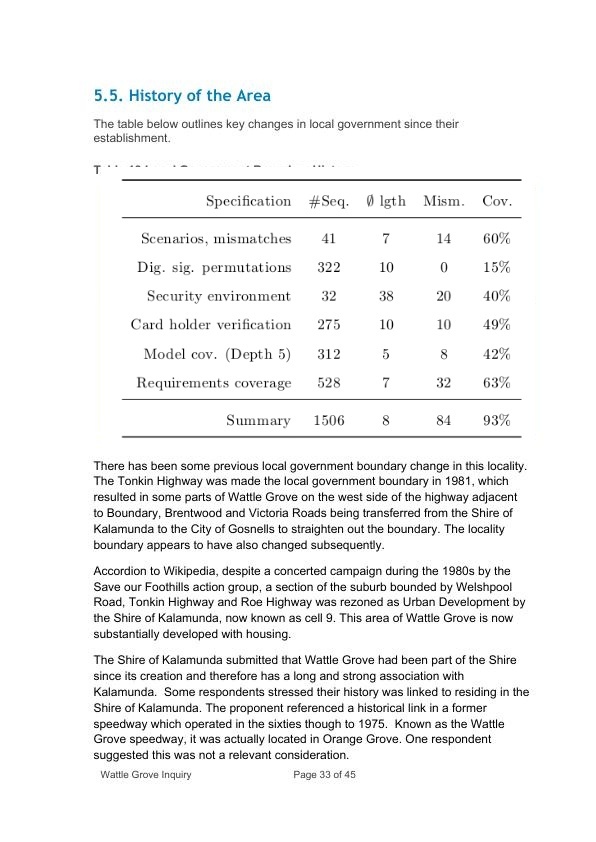 5.5. History of the Area
The table below outlines key changes in local government since their
establishment.
Specification #Seq. ∅ lgth Mism. Cov.
Scenarios, mismatches 41 7 14 60%
Dig. sig. permutations 322 10 0 15%
Security environment 32 38 20 40%
Card holder verification 275 10 10 49%
Model cov. (Depth 5) 312 5 8 42%
Requirements coverage 528 7 32 63%
Summary 1506 8 84 93%
There has been some previous local government boundary change in this locality.
The Tonkin Highway was made the local government boundary in 1981, which
resulted in some parts of Wattle Grove on the west side of the highway adjacent
to Boundary, Brentwood and Victoria Roads being transferred from the Shire of
Kalamunda to the City of Gosnells to straighten out the boundary. The locality
boundary appears to have also changed subsequently.
Accordion to Wikipedia, despite a concerted campaign during the 1980s by the
Save our Foothills action group, a section of the suburb bounded by Welshpool
Road, Tonkin Highway and Roe Highway was rezoned as Urban Development by
the Shire of Kalamunda, now known as cell 9. This area of Wattle Grove is now
substantially developed with housing.
The Shire of Kalamunda submitted that Wattle Grove had been part of the Shire
since its creation and therefore has a long and strong association with
Kalamunda.  Some respondents stressed their history was linked to residing in the
Shire of Kalamunda. The proponent referenced a historical link in a former
speedway which operated in the sixties though to 1975.  Known as the Wattle
Grove speedway, it was actually located in Orange Grove. One respondent
suggested this was not a relevant consideration.
Wattle Grove Inquiry Page 33 of 45